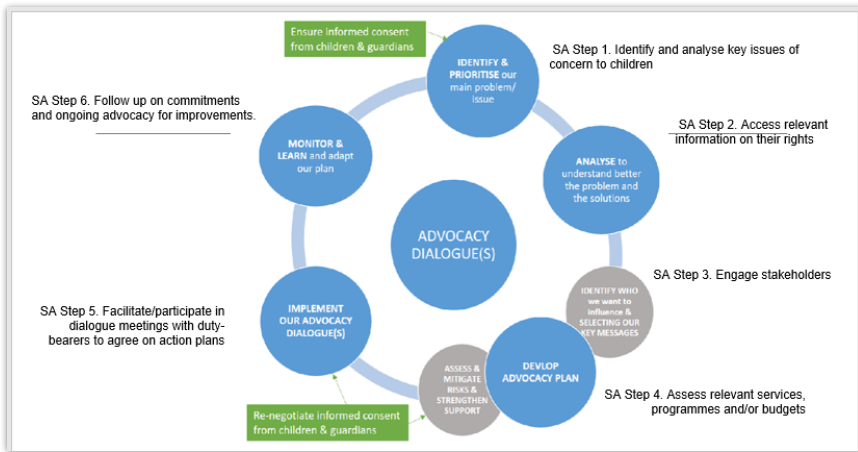 Ensure informed consent
from children & guardians
IDENTIFY &
PRIORITISE our
main problem/
Issue
SA Step 1. Identify and analyse key issues of
concern to children
SA Step 6. Follow up on commitments
and ongoing advocacy for improvements.
SA Step 2. Access relevant
information on their rights
MONITOR &
LEARN and adapt
our plan
ANALYSE to
understand better
the problem and
the solutions
ADVOCACY
DIALOGUE(S)
SA Step 3. Engage stakeholders
IDENTIFY WHO
we want to
influence &
SELECTING OUR
KEY MESSAGES
SA Step 5. Facilitate/participate in
dialogue meetings with duty-
bearers to agree on action plans
IMPLEMENT
OUR ADVOCACY
DIALOGUE(S)
ASSESS &
MITIGATE
RISKS &
STRENGTHEN
SUPPORT
DEVLOP
ADVOCACY PLAN
SA Step 4. Assess relevant services,
programmes and/or budgets
Re-negotiate informed consent
from children & guardians